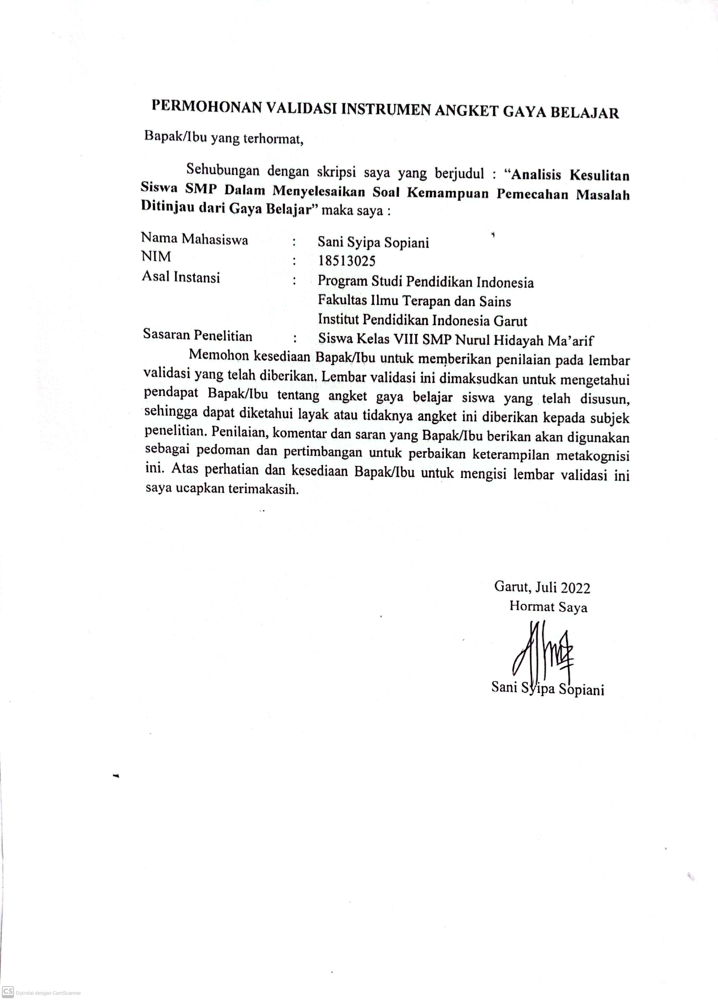 PERMOHONAN VALIDASI INSTRUMEN ANGKET GAYA BELAJAR
Bapak/Ibu yang terhormat,
Sehubungan dengan skripsi saya yang berjudul : “Analisis Kesulitan
Siswa SMP Dalam Menyelesaikan Soal Kemampuan Pemecahan Masalah
Ditinjau dari Gaya Belajar” maka saya :
Nama Mahasiswa : Sani Syipa Sopiani
NIM : 18513025
Asal Instansi : Program Studi Pendidikan Indonesia
Fakultas Ilmu Terapan dan Sains
Institut Pendidikan Indonesia Garut
Sasaran Penelitian : Siswa Kelas VIII SMP Nurul Hidayah Ma’arif
Memohon kesediaan Bapak/Ibu untuk memberikan penilaian pada lembar
validasi yang telah diberikan. Lembar validasi ini dimaksudkan untuk mengetahui
pendapat Bapak/Ibu tentang angket gaya belajar siswa yang telah disusun,
sehingga dapat diketahui layak atau tidaknya angket ini diberikan kepada subjek
penelitian. Penilaian, komentar dan saran yang Bapak/Ibu berikan akan digunakan
sebagai pedoman dan pertimbangan untuk perbaikan keterampilan metakognisi
ini. Atas perhatian dan kesediaan Bapak/Ibu untuk mengisi lembar validasi ini
saya ucapkan terimakasih.
Garut, Juli 2022
Hormat Saya
Sani Syipa Sopiani
CS Dipindai dengan CamScanner